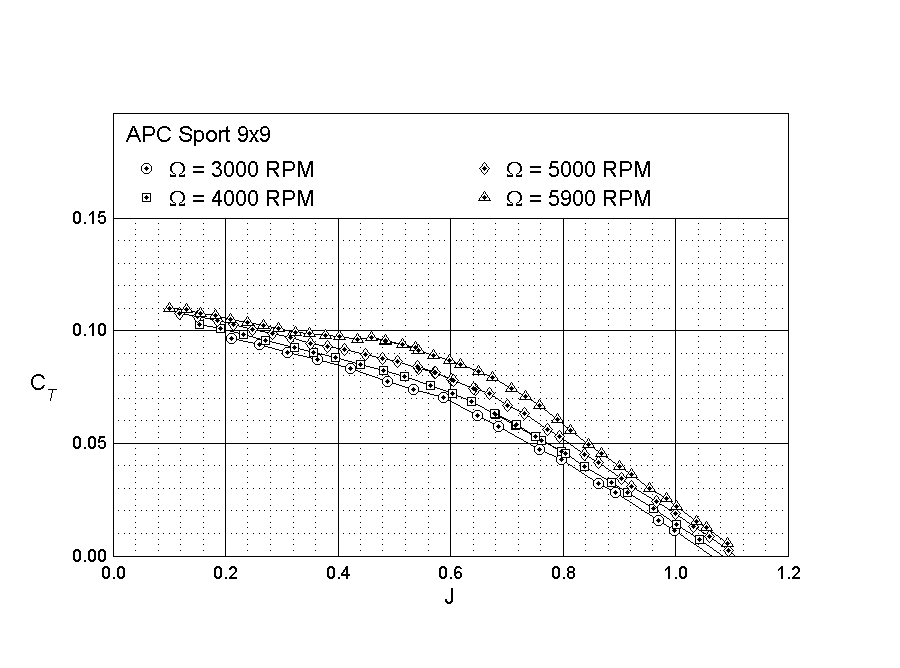 APC Sport 9x9
Ω = 3000 RPM
Ω = 5000 RPM
Ω = 4000 RPM
Ω = 5900 RPM
0.15
0.10
C_T
0.05
0.00
0.0 0.2 0.4 0.6 0.8 1.0 1.2
J